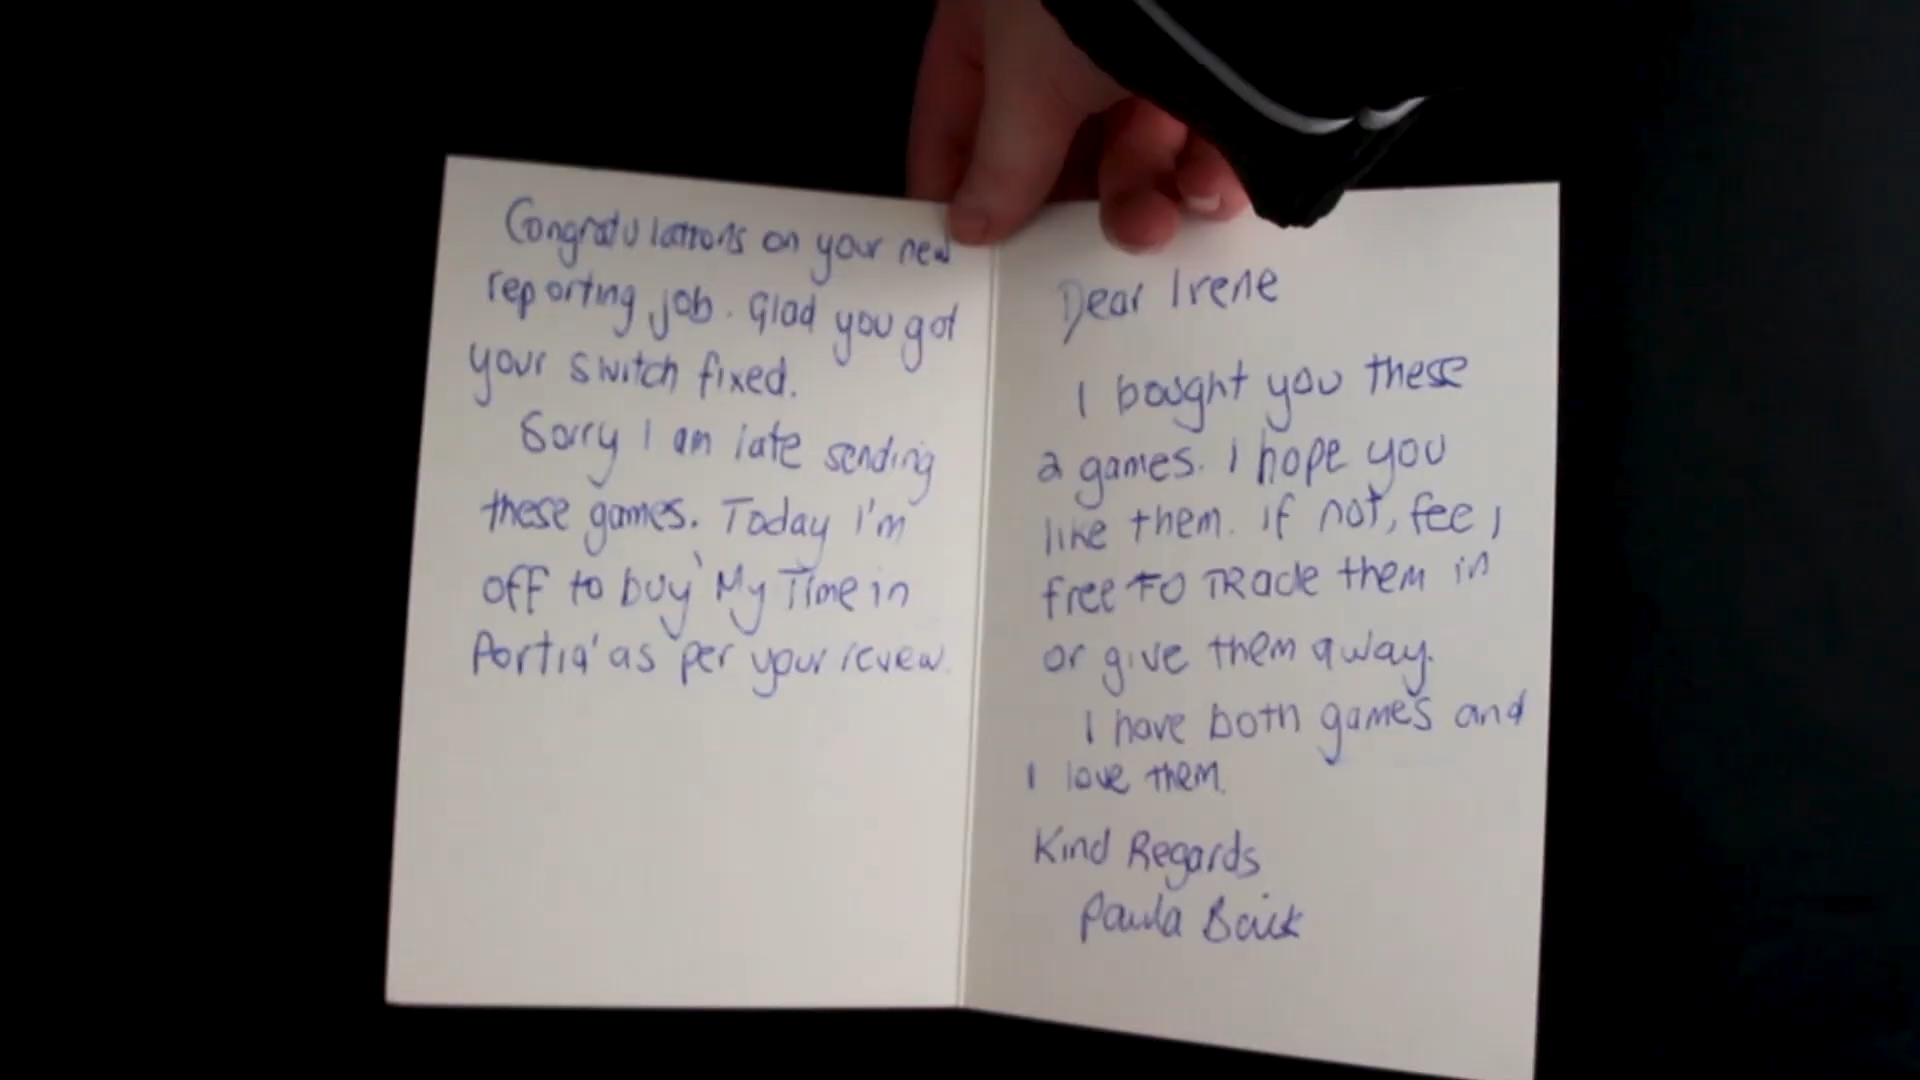 Congratulations on your new
reporting job. Glad you got
your switch fixed.
Sorry I am late sending
these games. Today I'm
off to buy 'My Time in
Portia' as per your revew.
Dear Irene
I bought you these
2 games. I hope you
like them. If not, feel
free to TRade them in
or give them away.
I have both games and
I love them.
Kind Regards
Paula